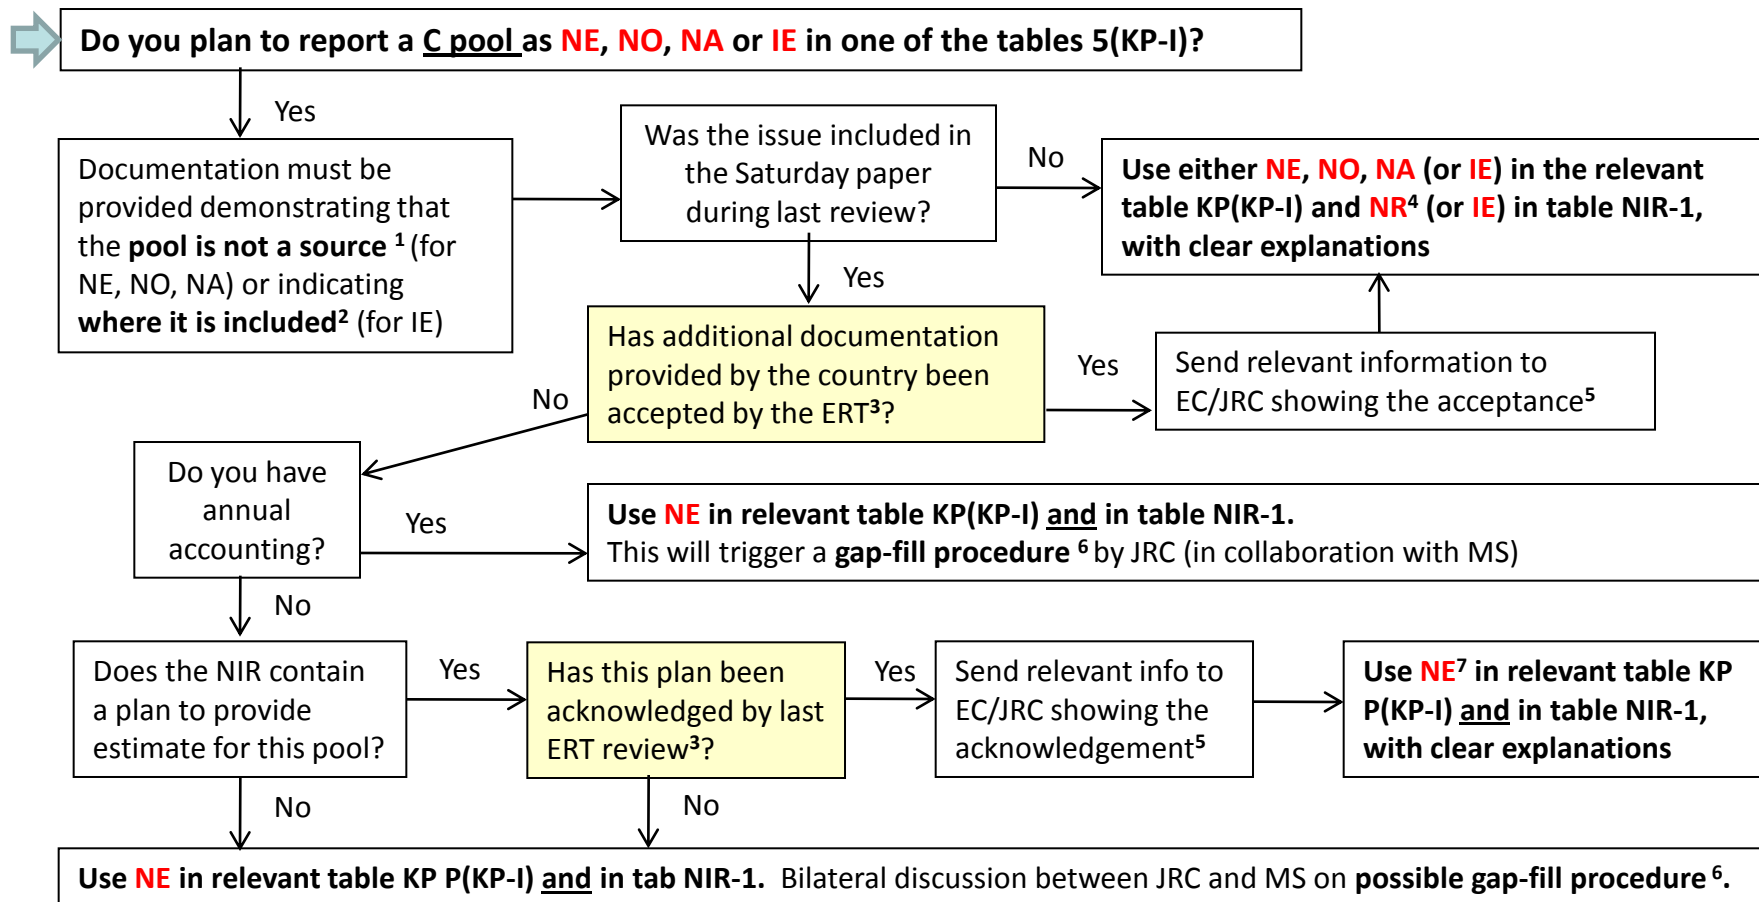 Do you plan to report a C pool as NE, NO, NA or IE in one of the tables 5(KP-I)?
Yes
Documentation must be
provided demonstrating that
the pool is not a source ¹ (for
NE, NO, NA) or indicating
where it is included² (for IE)
Was the issue included in
the Saturday paper
during last review?
No
Use either NE, NO, NA (or IE) in the relevant
table KP(KP-I) and NR⁴ (or IE) in table NIR-1,
with clear explanations
Yes
Has additional documentation
provided by the country been
accepted by the ERT³?
Yes
Send relevant information to
EC/JRC showing the acceptance⁵
No
Do you have
annual
accounting?
Yes
Use NE in relevant table KP(KP-I) and in table NIR-1.
This will trigger a gap-fill procedure ⁶ by JRC (in collaboration with MS)
No
Does the NIR contain
a plan to provide
estimate for this pool?
Yes
Has this plan been
acknowledged by last
ERT review³?
Yes
Send relevant info to
EC/JRC showing the
acknowledgement⁵
Use NE⁷ in relevant table KP
P(KP-I) and in table NIR-1,
with clear explanations
No
No
Use NE in relevant table KP P(KP-I) and in tab NIR-1. Bilateral discussion between JRC and MS on possible gap-fill procedure ⁶.